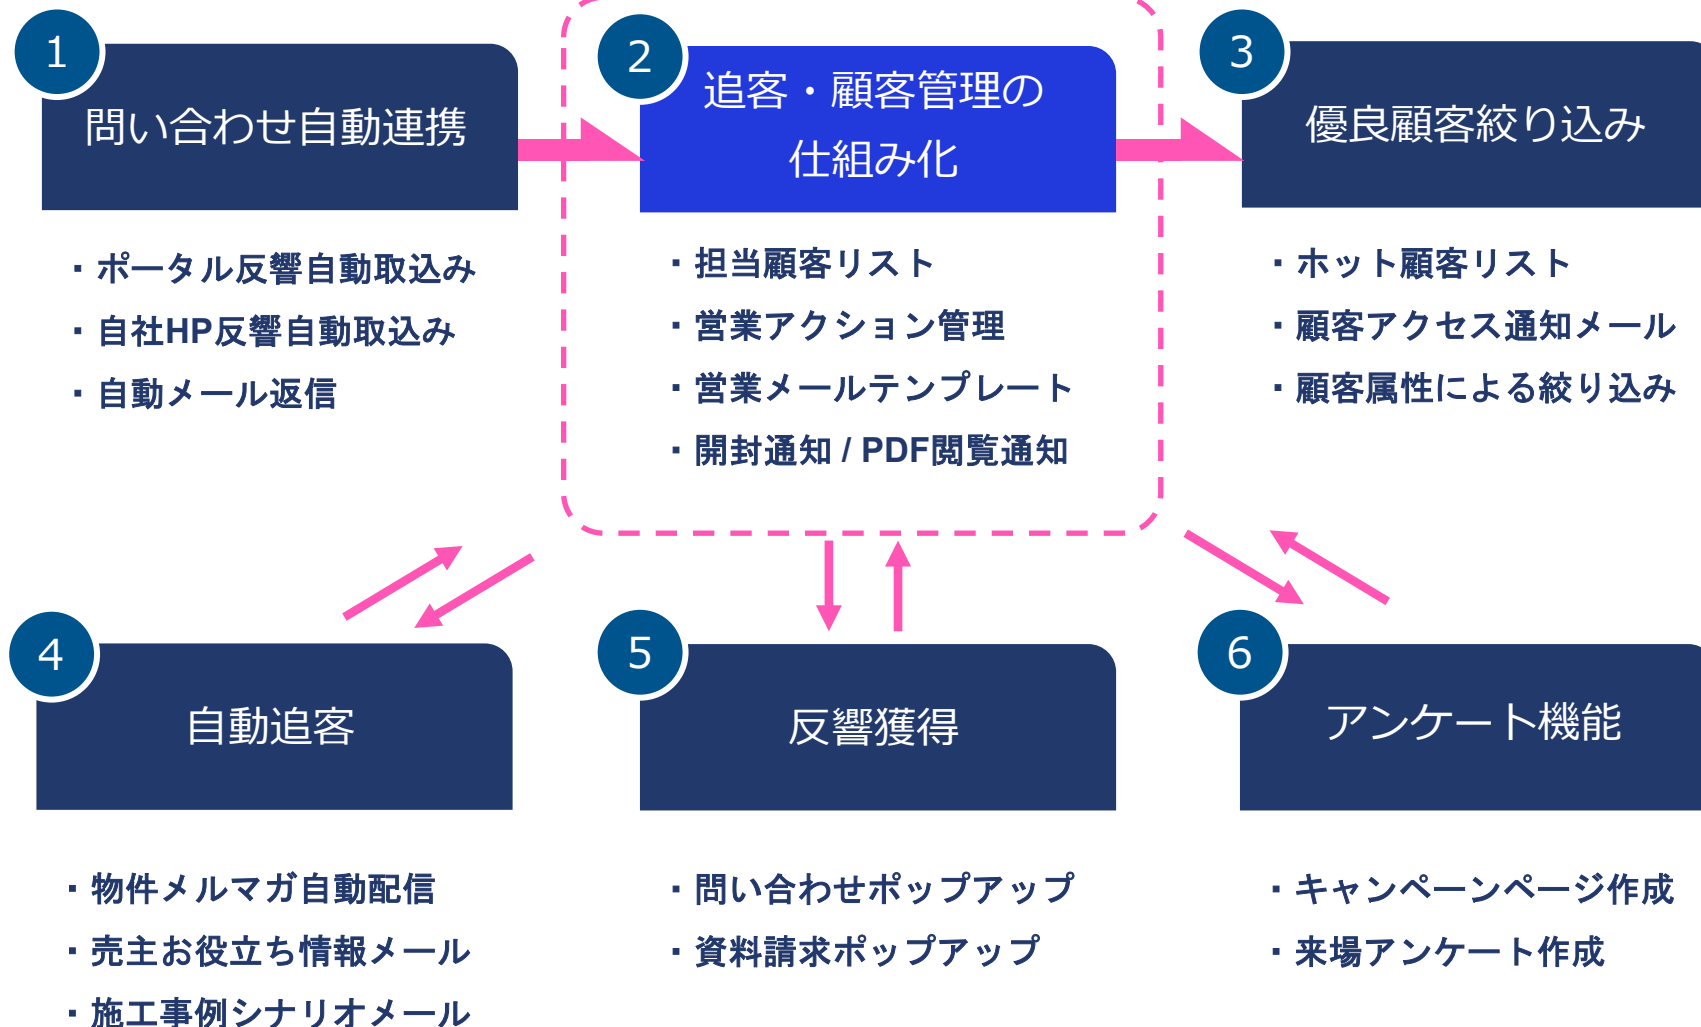 1
問い合わせ自動連携
・ポータル反響自動取込み
・自社HP反響自動取込み
・自動メール返信
2
追客・顧客管理の
仕組み化
・担当顧客リスト
・営業アクション管理
・営業メールテンプレート
・開封通知 / PDF閲覧通知
3
優良顧客絞り込み
・ホット顧客リスト
・顧客アクセス通知メール
・顧客属性による絞り込み
4
自動追客
・物件メルマガ自動配信
・売主お役立ち情報メール
・施工事例シナリオメール
5
反響獲得
・問い合わせポップアップ
・資料請求ポップアップ
6
アンケート機能
・キャンペーンページ作成
・来場アンケート作成